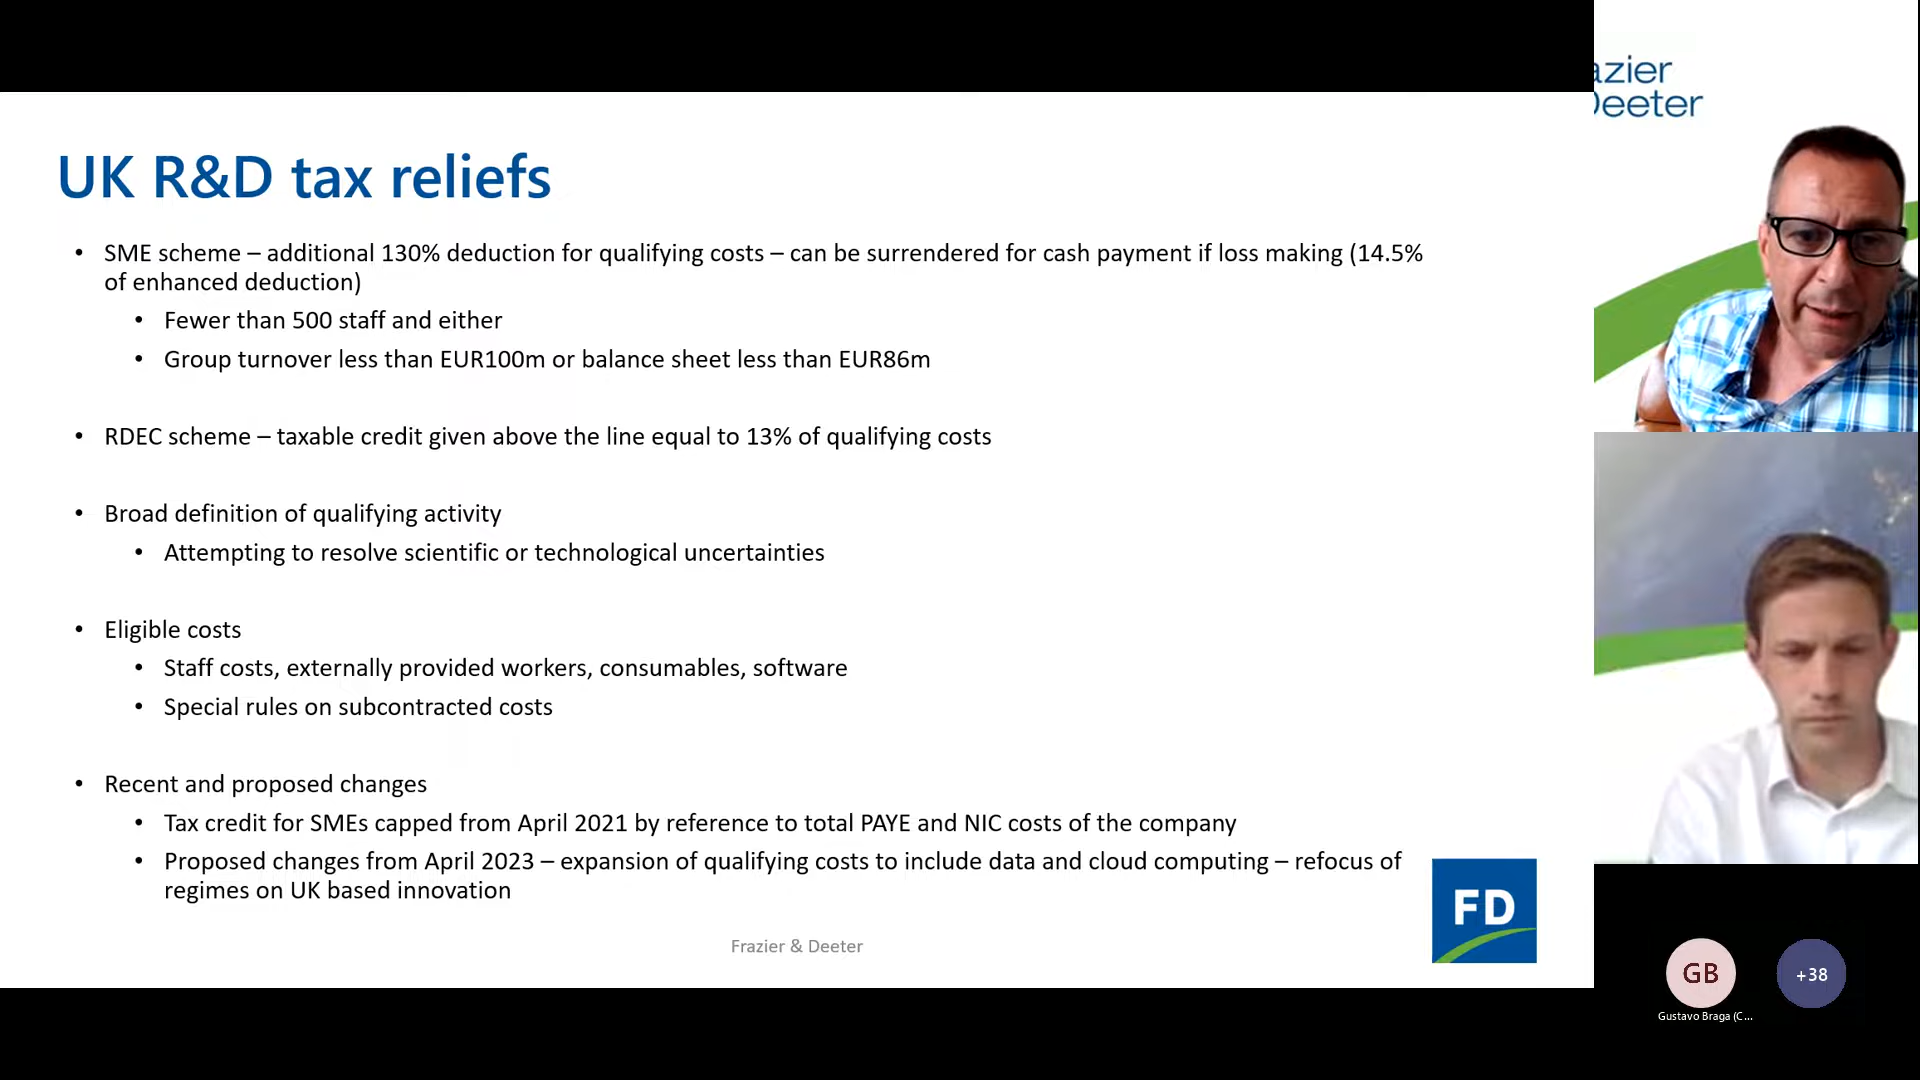 UK R&D tax reliefs
• SME scheme – additional 130% deduction for qualifying costs – can be surrendered for cash payment if loss making (14.5%
of enhanced deduction)
• Fewer than 500 staff and either
• Group turnover less than EUR100m or balance sheet less than EUR86m
• RDEC scheme – taxable credit given above the line equal to 13% of qualifying costs
• Broad definition of qualifying activity
• Attempting to resolve scientific or technological uncertainties
• Eligible costs
• Staff costs, externally provided workers, consumables, software
• Special rules on subcontracted costs
• Recent and proposed changes
• Tax credit for SMEs capped from April 2021 by reference to total PAYE and NIC costs of the company
• Proposed changes from April 2023 – expansion of qualifying costs to include data and cloud computing – refocus of
regimes on UK based innovation
Frazier & Deeter
FD
azier
Deeter
GB
+38
Gustavo Braga (C...